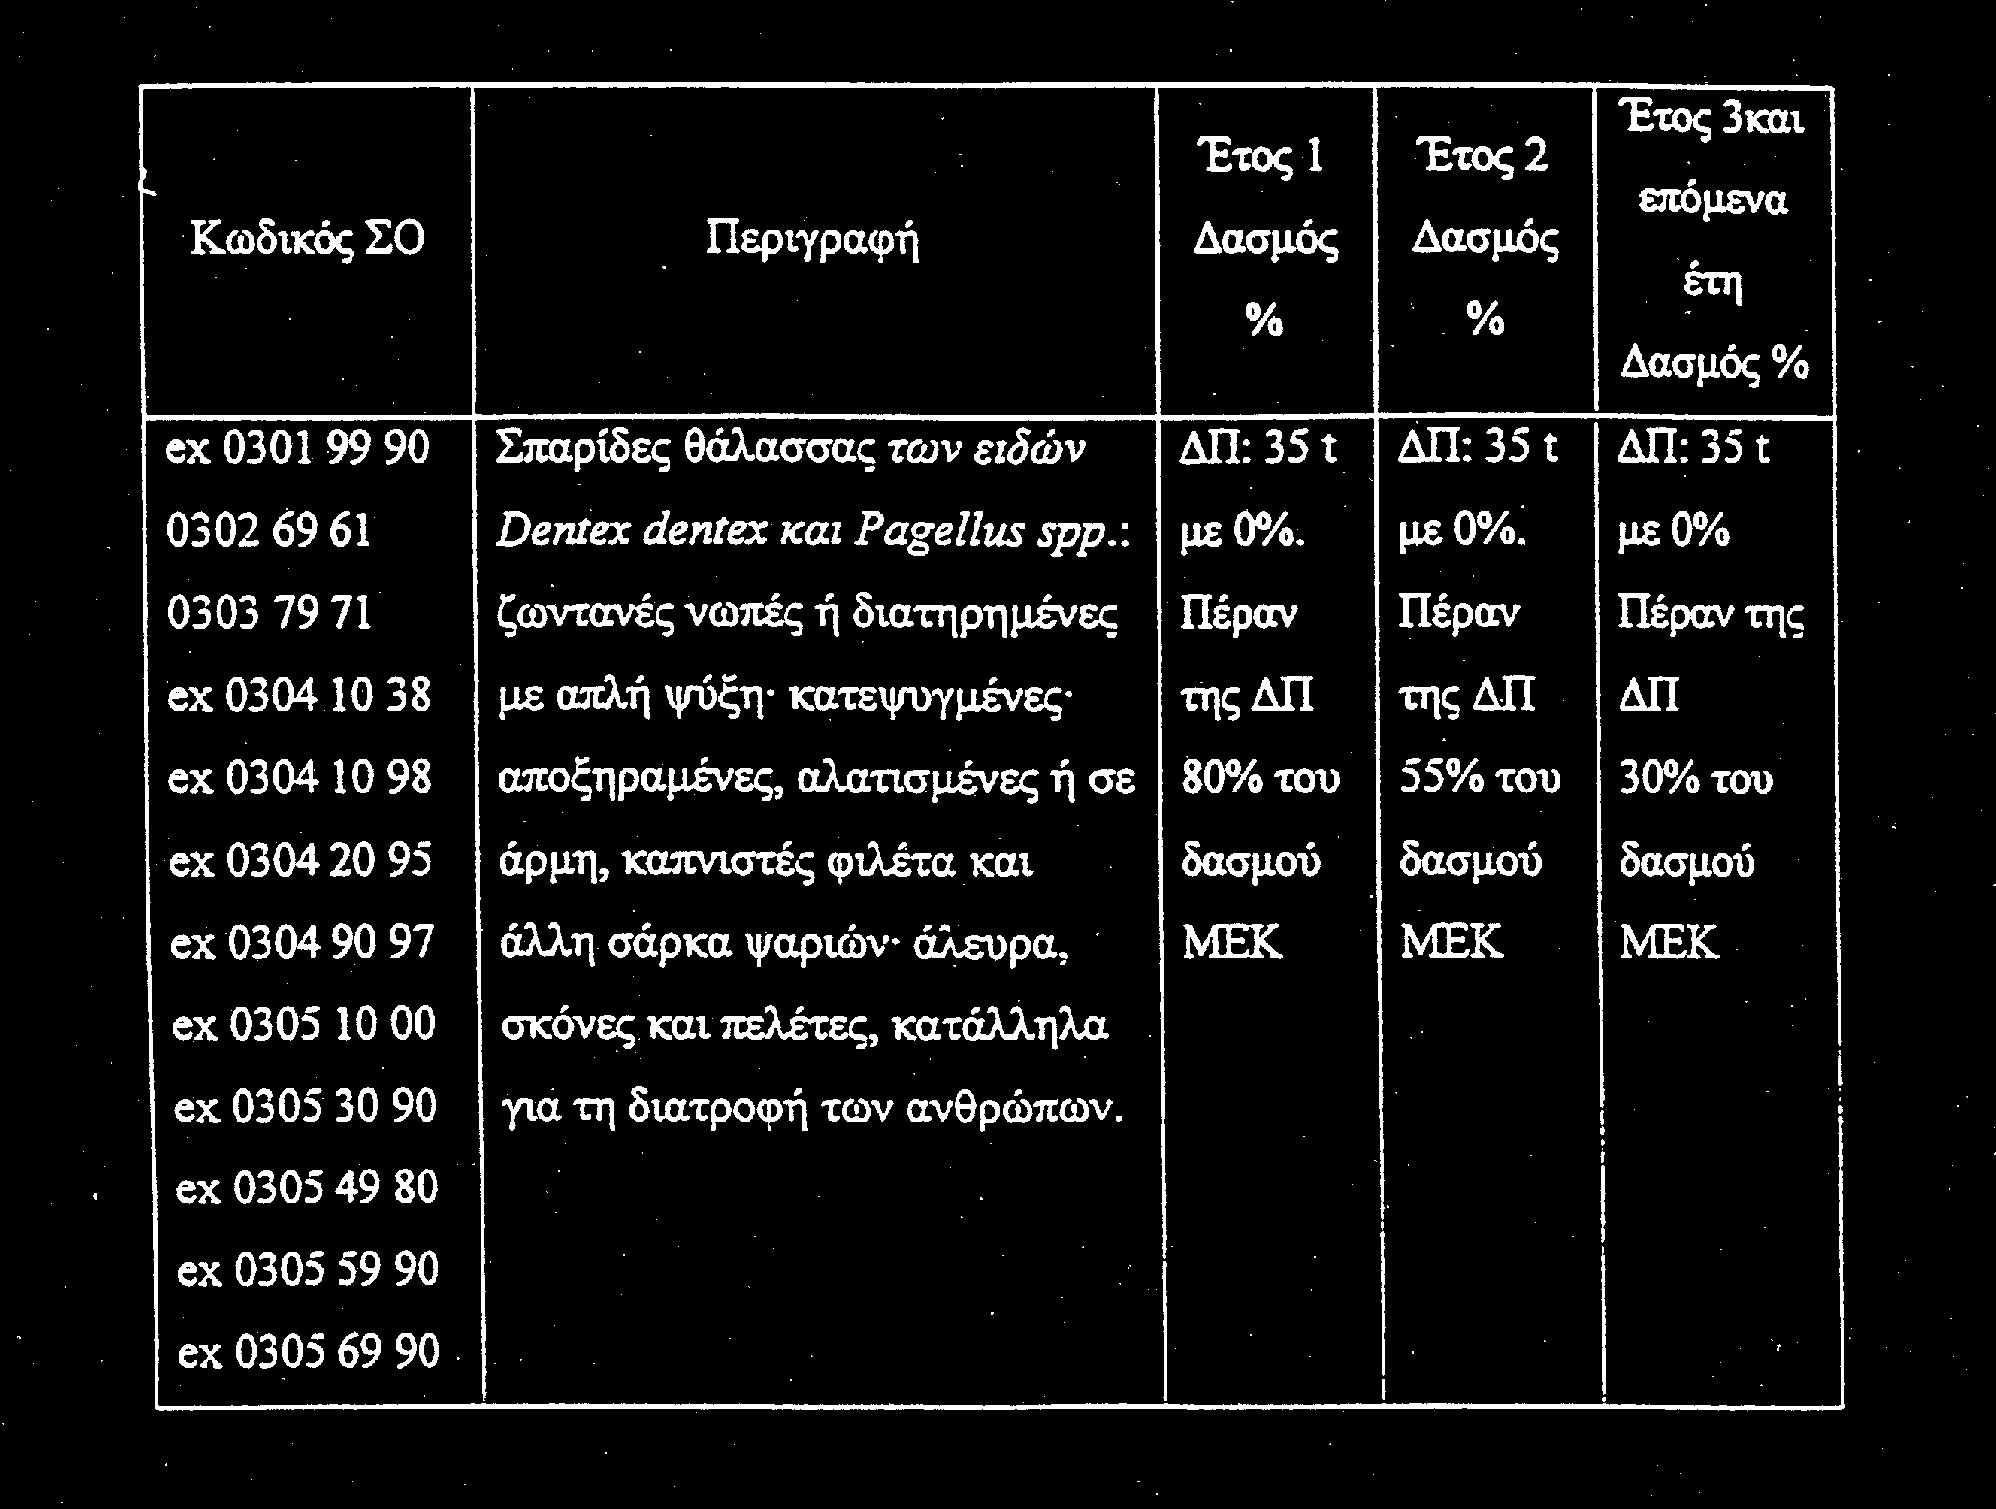 Κωδικός ΣΟ
Περιγραφή
Έτος 1
Δασμός
%
Έτος 2
Δασμός
%
Έτος 3και
επόμενα
έτη
Δασμός %
ex 0301 99 90
0302 69 61
0303 79 71
ex 0304 10 38
ex 0304 10 98
ex 0304 20 95
ex 0304 90 97
ex 0305 10 00
ex 0305 30 90
ex 0305 49 80
ex 0305 59 90
ex 0305 69 90
Σπαρίδες θάλασσας των ειδών
Dentex dentex και Pagellus spp.:
ζωντανές νωπές ή διατηρημένες
με απλή ψύξη· κατεψυγμένες·
αποξηραμένες, αλατισμένες ή σε
άρμη, καπνιστές φιλέτα και
άλλη σάρκα ψαριών· άλευρα,
σκόνες και πελέτες, κατάλληλα
για τη διατροφή των ανθρώπων.
ΔΠ: 35 t
με 0%.
Πέραν
της ΔΠ
80% του
δασμού
ΜΕΚ
ΔΠ: 35 t
με 0%.
Πέραν
της ΔΠ
55% του
δασμού
ΜΕΚ
ΔΠ: 35 t
με 0%
Πέραν της
ΔΠ
30% του
δασμού
ΜΕΚ